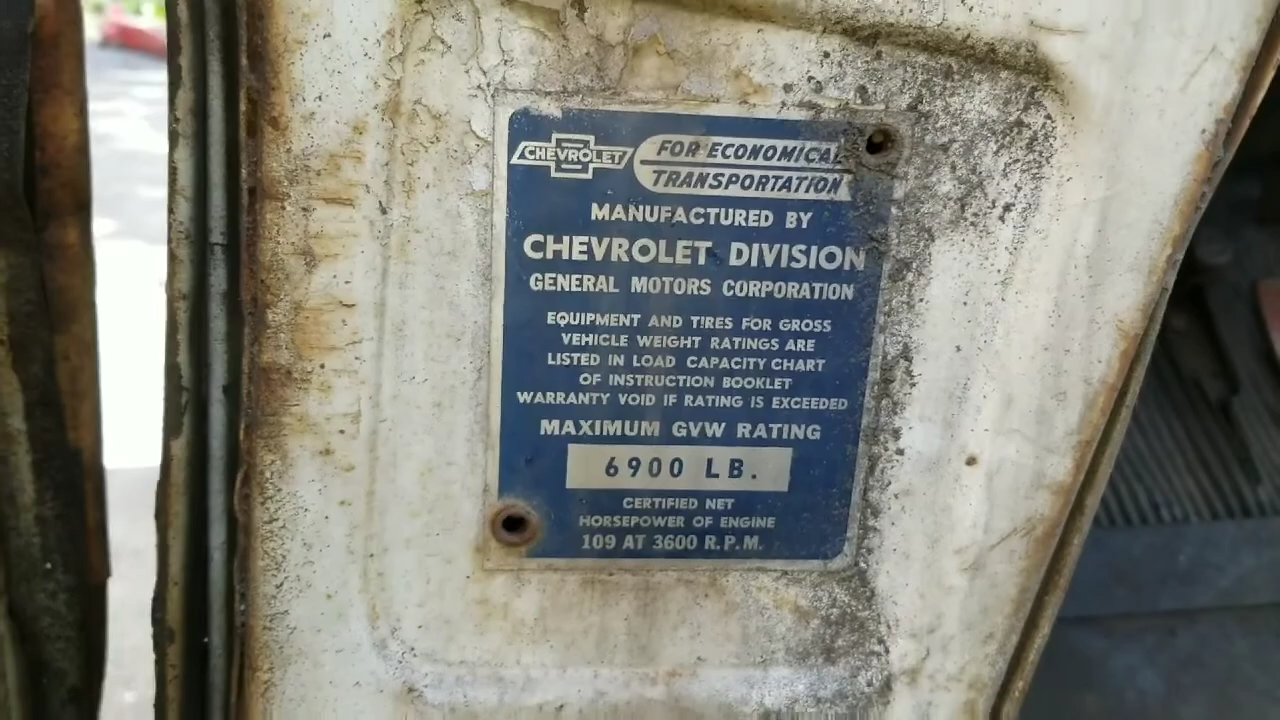 CHEVROLET
FOR ECONOMICAL
TRANSPORTATION
MANUFACTURED BY
CHEVROLET DIVISION
GENERAL MOTORS CORPORATION
EQUIPMENT AND TIRES FOR GROSS
VEHICLE WEIGHT RATINGS ARE
LISTED IN LOAD CAPACITY CHART
OF INSTRUCTION BOOKLET
WARRANTY VOID IF RATING IS EXCEEDED
MAXIMUM GVW RATING
6900 LB.
CERTIFIED NET
HORSEPOWER OF ENGINE
109 AT 3600 R.P.M.